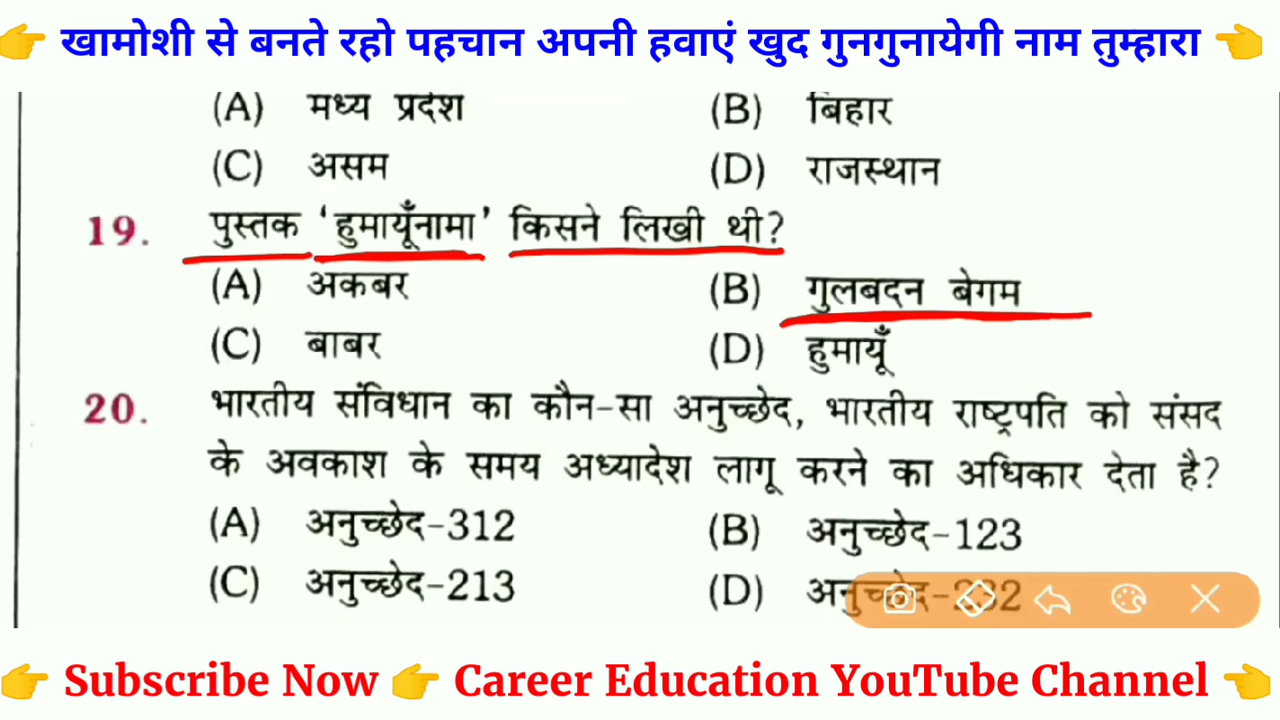 👉 खामोशी से बनते रहो पहचान अपनी हवाएं खुद गुनगुनायेगी नाम तुम्हारा 👈
(A) मध्य प्रदेश (B) बिहार
(C) असम (D) राजस्थान
19. पुस्तक ‘हुमायूँनामा’ किसने लिखी थी?
(A) अकबर (B) गुलबदन बेगम
(C) बाबर (D) हुमायूँ
20. भारतीय संविधान का कौन-सा अनुच्छेद, भारतीय राष्ट्रपति को संसद
के अवकाश के समय अध्यादेश लागू करने का अधिकार देता है?
(A) अनुच्छेद-312 (B) अनुच्छेद-123
(C) अनुच्छेद-213 (D) अनुच्छेद-232
👉 Subscribe Now 👉 Career Education YouTube Channel 👈